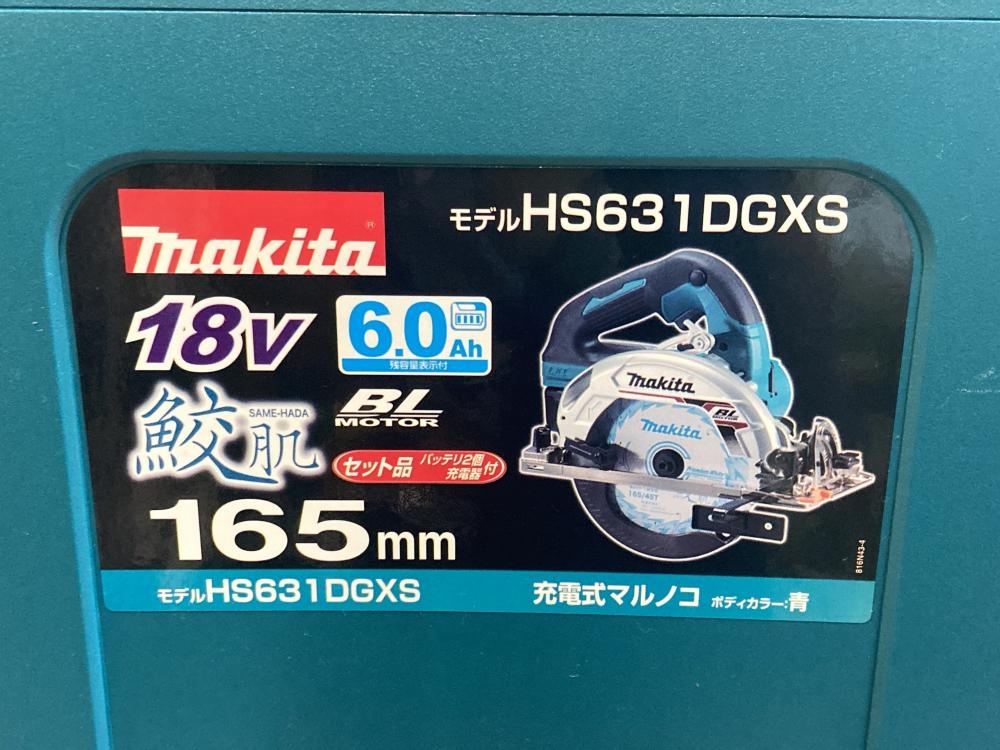 makita®
モデルHS631DGXS
18V
6.0Ah
残容量表示付
鮫肌
SAME-HADA
BL
MOTOR
セット品 バッテリ2個
充電器付
165mm
makita
BL
MOTOR
makita
165/45T
816N43-4
モデルHS631DGXS
充電式マルノコ ボディカラー:青